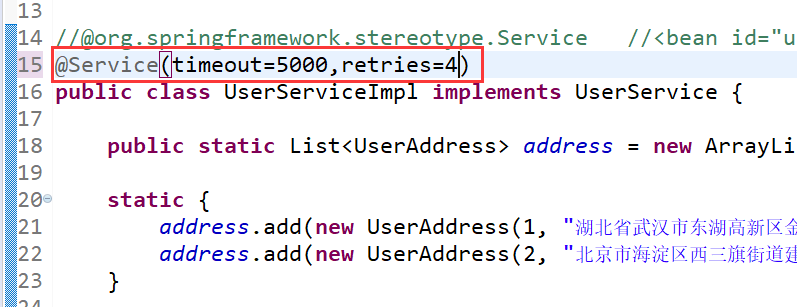 13
14 //@org.springframework.stereotype.Service //<bean id="u
15 @Service(timeout=5000,retries=4)
16 public class UserServiceImpl implements UserService {
17
18 public static List<UserAddress> address = new ArrayLi
19
20 static {
21 address.add(new UserAddress(1, "湖北省武汉市东湖高新区金
22 address.add(new UserAddress(2, "北京市海淀区西三旗街道建
23 }
24